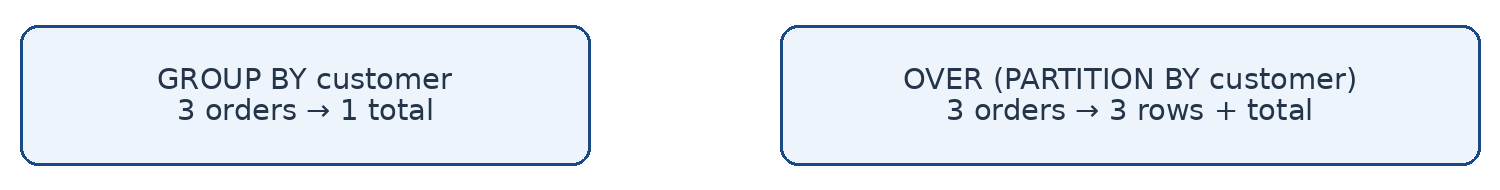 GROUP BY customer
3 orders → 1 total
OVER (PARTITION BY customer)
3 orders → 3 rows + total